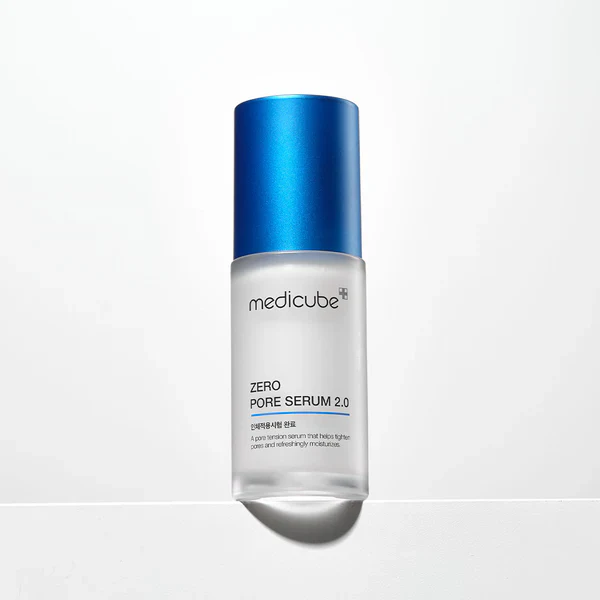 medicube
ZERO
PORE SERUM 2.0
인체적용시험 완료
A pore tension serum that helps tighten
pores and refreshingly moisturizes.